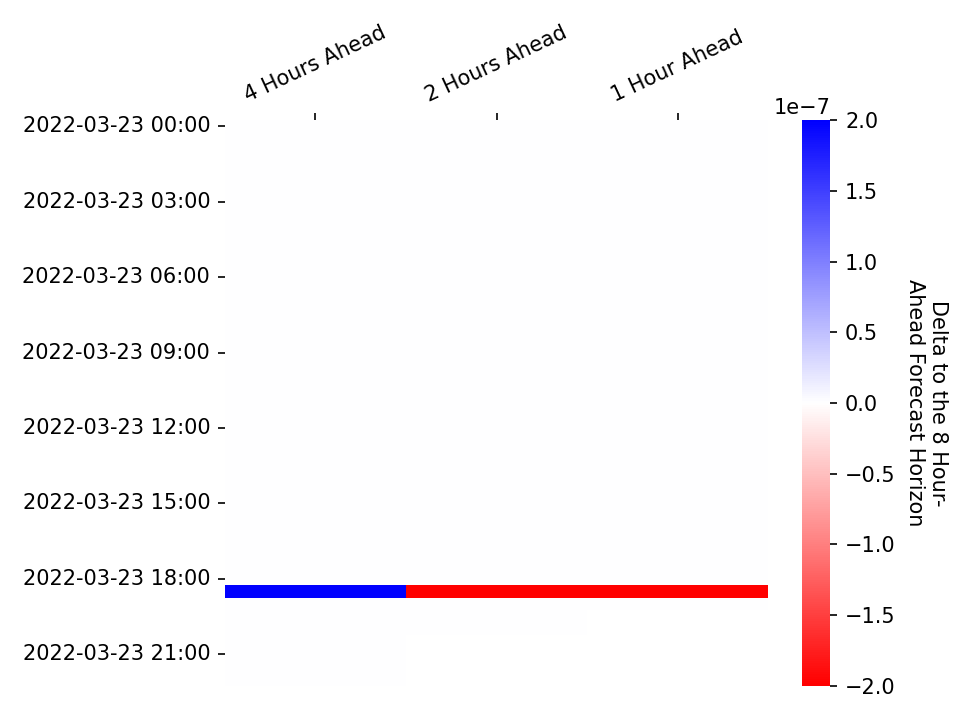 4 Hours Ahead
2 Hours Ahead
1 Hour Ahead
2022-03-23 00:00
2022-03-23 03:00
2022-03-23 06:00
2022-03-23 09:00
2022-03-23 12:00
2022-03-23 15:00
2022-03-23 18:00
2022-03-23 21:00
1e−7
2.0
1.5
1.0
0.5
0.0
−0.5
−1.0
−1.5
−2.0
Delta to the 8 Hour-
Ahead Forecast Horizon